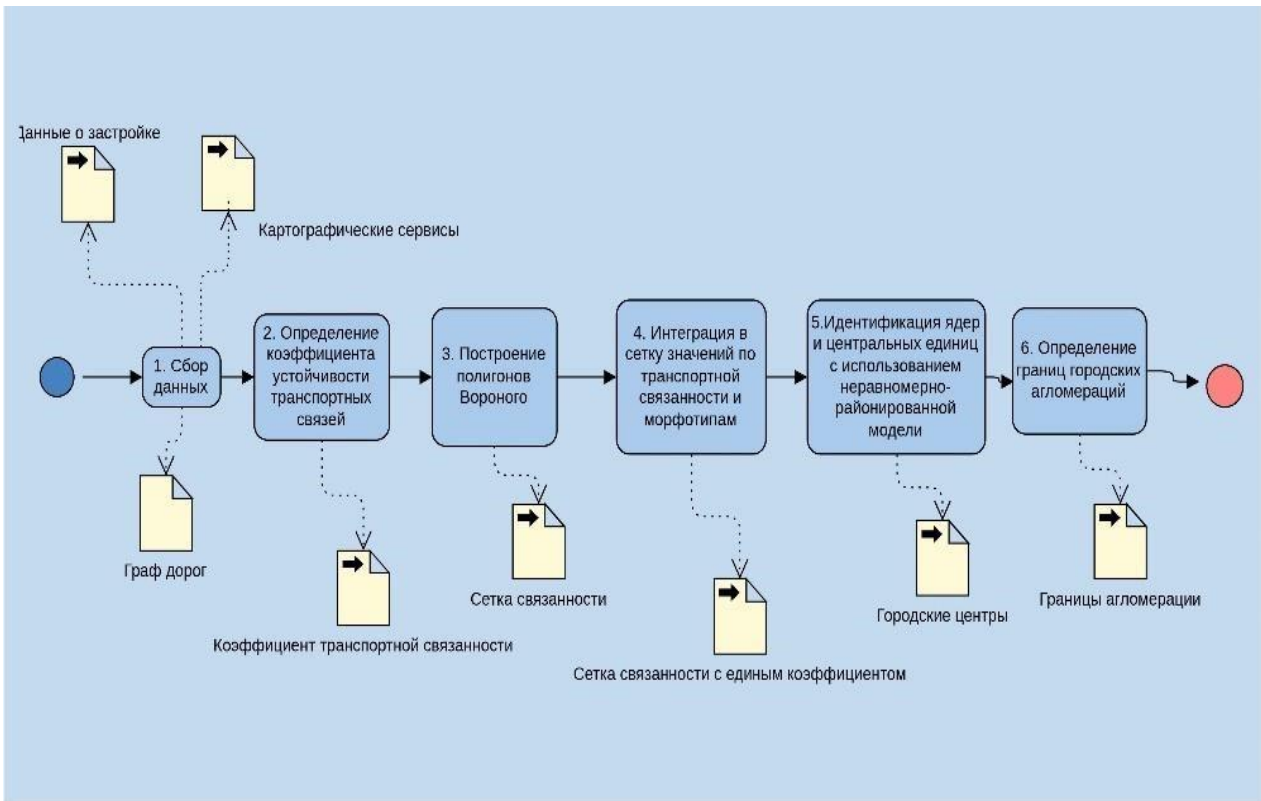 Данные о застройке
Картографические сервисы
1. Сбор
данных
2. Определение
коэффициента
устойчивости
транспортных
связей
3. Построение
полигонов
Вороного
4. Интеграция в
сетку значений по
транспортной
связанности и
морфотипам
5.Идентификация ядер
и центральных единиц
с использованием
неравномерно-
районированной
модели
6. Определение
границ городских
агломераций
Граф дорог
Коэффициент транспортной связанности
Сетка связанности
Сетка связанности с единым коэффициентом
Городские центры
Границы агломерации